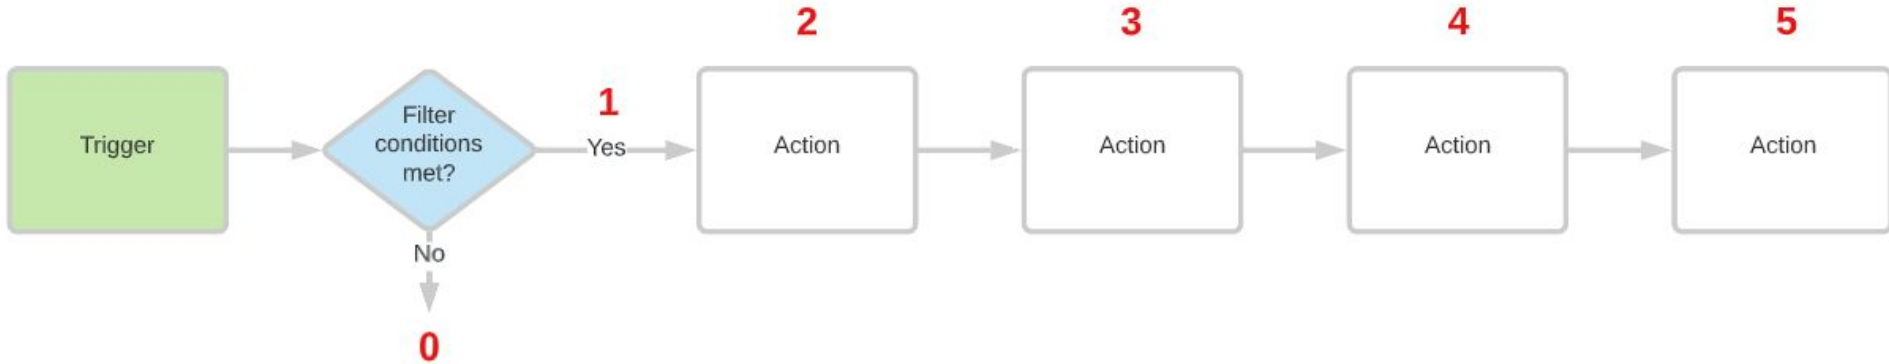 2
3
4
5
1
Trigger
Filter
conditions
met?
Yes
Action
Action
Action
Action
No
0